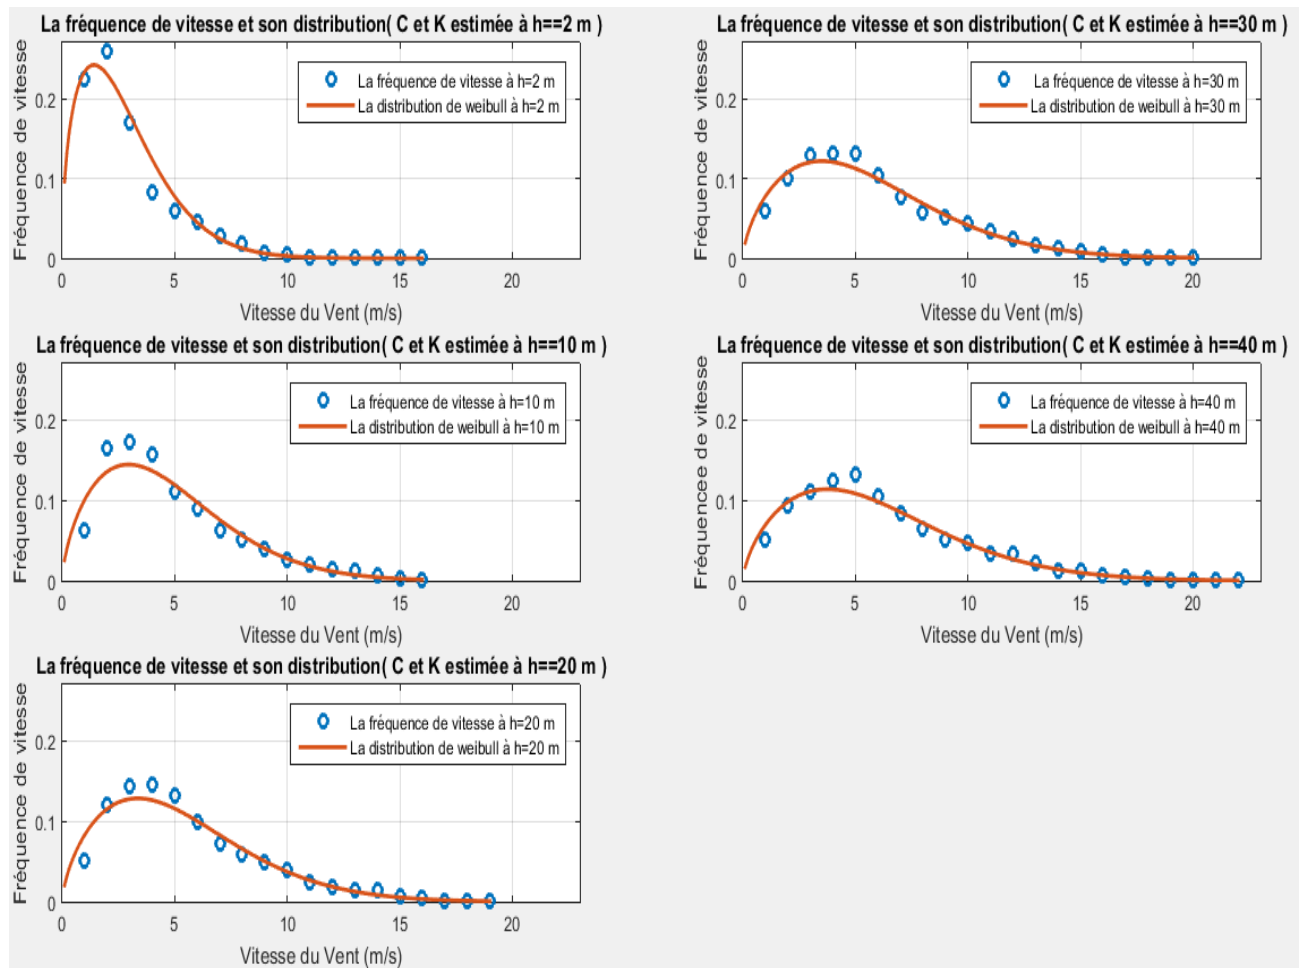 La fréquence de vitesse et son distribution( C et K estimée à h==2 m )
Fréquence de vitesse
0.2
0.1
0
La fréquence de vitesse à h=2 m
La distribution de weibull à h=2 m
0 5 10 15 20
Vitesse du Vent (m/s)
La fréquence de vitesse et son distribution( C et K estimée à h==30 m )
Fréquence de vitesse
0.2
0.1
0
La fréquence de vitesse à h=30 m
La distribution de weibull à h=30 m
0 5 10 15 20
Vitesse du Vent (m/s)
La fréquence de vitesse et son distribution( C et K estimée à h==10 m )
Fréquence de vitesse
0.2
0.1
0
La fréquence de vitesse à h=10 m
La distribution de weibull à h=10 m
0 5 10 15 20
Vitesse du Vent (m/s)
La fréquence de vitesse et son distribution( C et K estimée à h==40 m )
Fréquencee de vitesse
0.2
0.1
0
La fréquence de vitesse à h=40 m
La distribution de weibull à h=40 m
0 5 10 15 20
Vitesse du Vent (m/s)
La fréquence de vitesse et son distribution( C et K estimée à h==20 m )
Fréquence de vitesse
0.2
0.1
0
La fréquence de vitesse à h=20 m
La distribution de weibull à h=20 m
0 5 10 15 20
Vitesse du Vent (m/s)